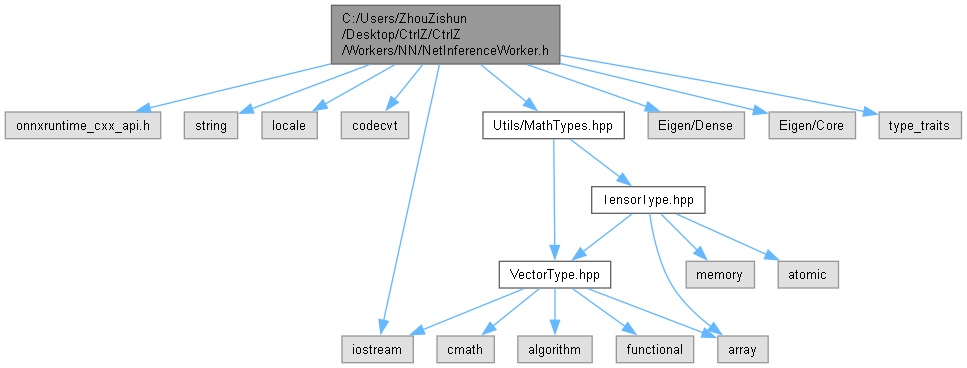 C:/Users/ZhouZishun
/Desktop/CtrlZ/CtrlZ
/Workers/NN/NetInferenceWorker.h
onnxruntime_cxx_api.h
string
locale
codecvt
Utils/MathTypes.hpp
Eigen/Dense
Eigen/Core
type_traits
TensorType.hpp
VectorType.hpp
memory
atomic
iostream
cmath
algorithm
functional
array